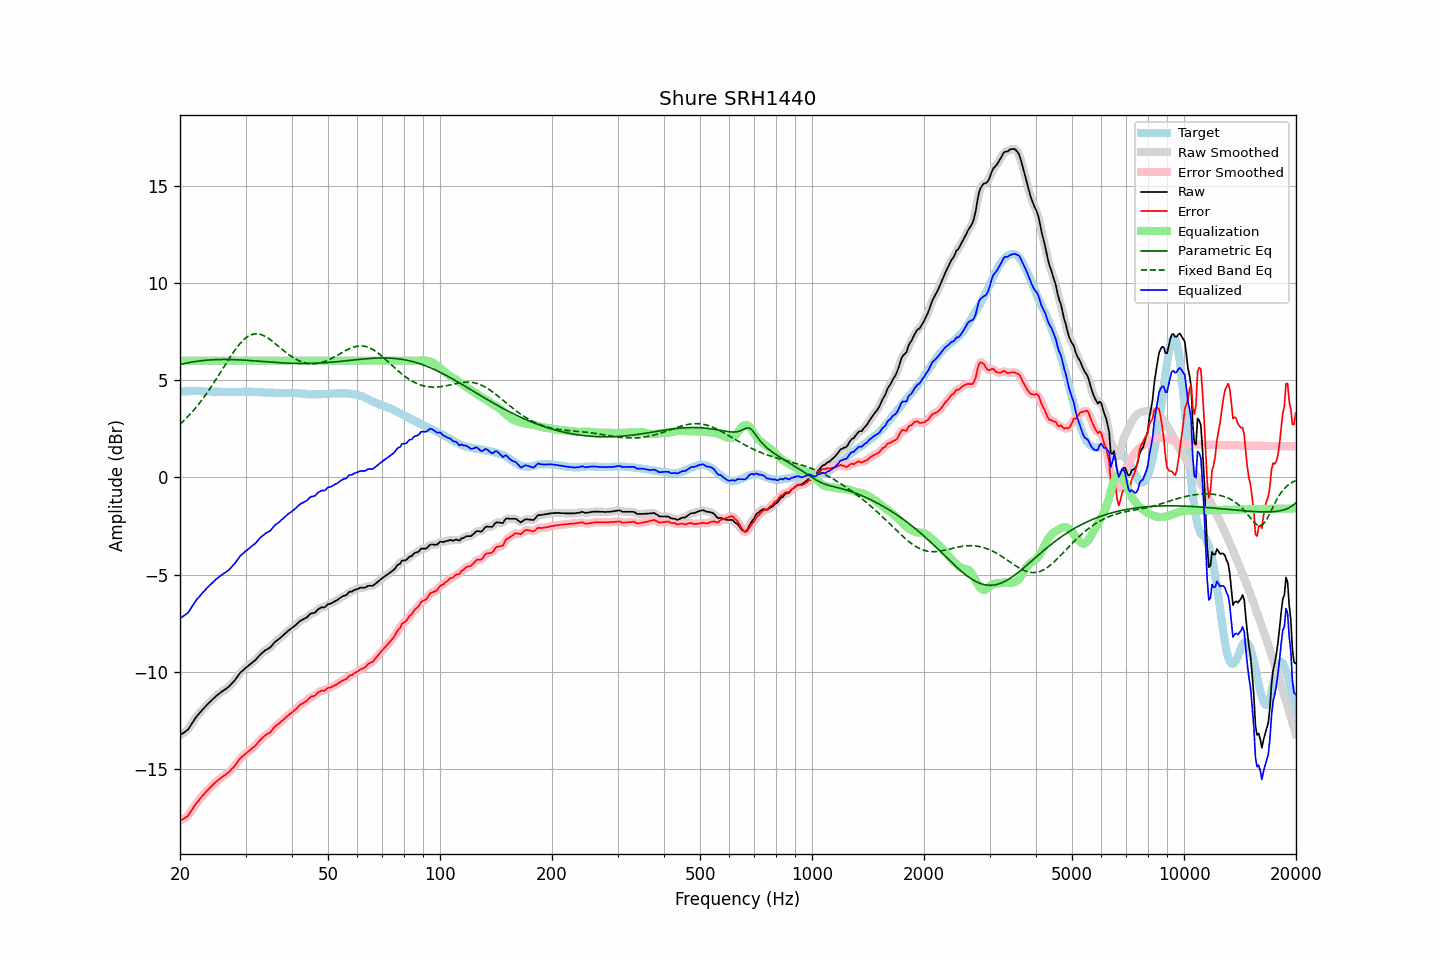 Shure SRH1440
Target
Raw Smoothed
Error Smoothed
Raw
Error
Equalization
Parametric Eq
Fixed Band Eq
Equalized
Amplitude (dBr)
15
10
5
0
−5
−10
−15
20 50 100 200 500 1000 2000 5000 10000 20000
Frequency (Hz)